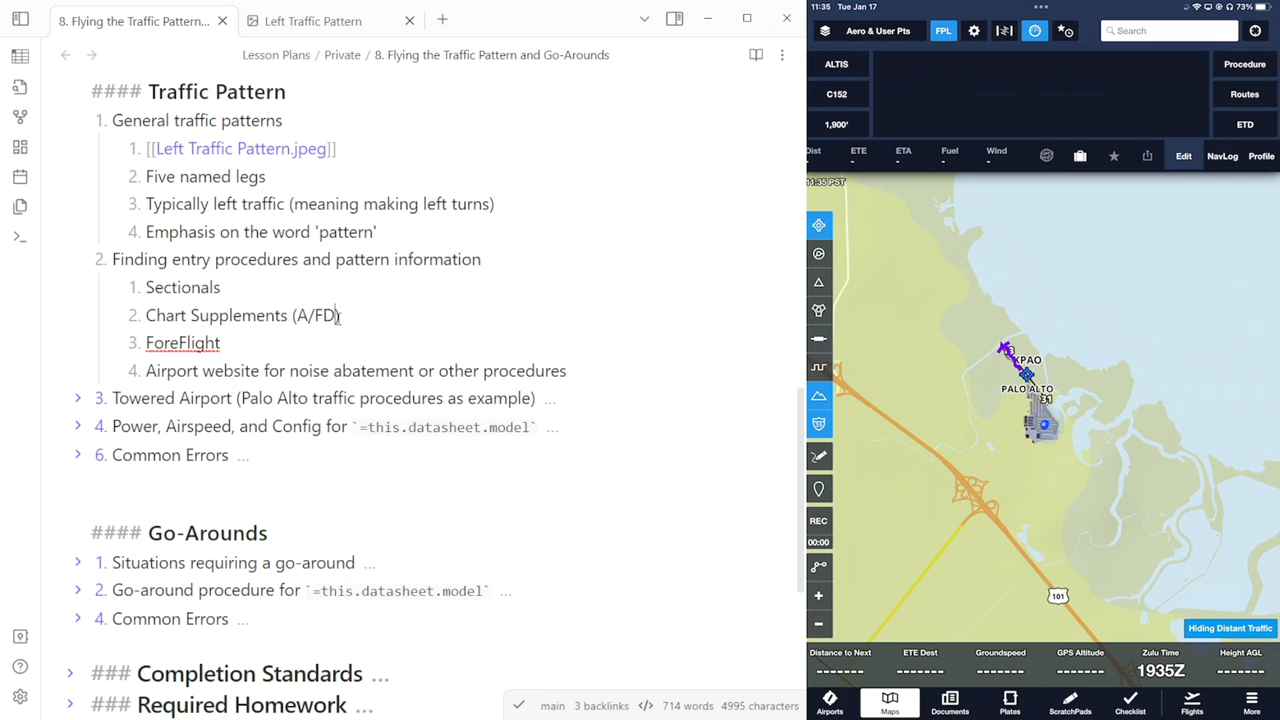 8. Flying the Traffic Pattern...
Left Traffic Pattern
Lesson Plans / Private / 8. Flying the Traffic Pattern and Go-Arounds
#### Traffic Pattern
1. General traffic patterns
1. [[Left Traffic Pattern.jpeg]]
2. Five named legs
3. Typically left traffic (meaning making left turns)
4. Emphasis on the word 'pattern'
2. Finding entry procedures and pattern information
1. Sectionals
2. Chart Supplements (A/FD)
3. ForeFlight
4. Airport website for noise abatement or other procedures
3. Towered Airport (Palo Alto traffic procedures as example) ...
4. Power, Airspeed, and Config for `=this.datasheet.model` ...
6. Common Errors ...
#### Go-Arounds
1. Situations requiring a go-around ...
2. Go-around procedure for `=this.datasheet.model` ...
4. Common Errors ...
### Completion Standards ...
### Required Homework ...
main 3 backlinks 714 words 4995 characters
11:35 Tue Jan 17
73%
Aero & User Pts
FPL
Search
ALTIS
Procedure
C152
Routes
1,900'
ETD
Dist ETE ETA Fuel Wind
- - - - -
Edit NavLog Profile
11:35 PST
13
KPAO
PALO ALTO
31
REC
00:00
101
Hiding Distant Traffic
Distance to Next ETE Dest Groundspeed GPS Altitude Zulu Time Height AGL
------ ------ ------ ------ 1935Z ------
Airports Maps Documents Plates ScratchPads Checklist Flights More